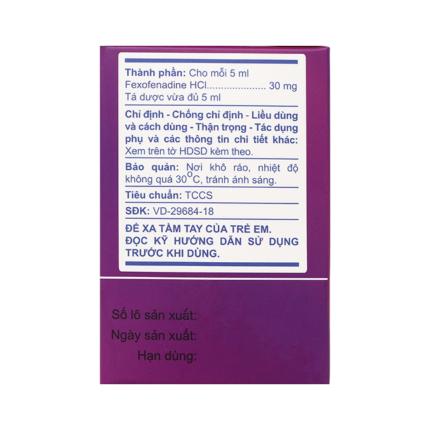 Thành phần: Cho mỗi 5 ml
Fexofenadine HCl..................... 30 mg
Tá dược vừa đủ 5 ml
Chỉ định - Chống chỉ định - Liều dùng
và cách dùng - Thận trọng - Tác dụng
phụ và các thông tin chi tiết khác:
Xem trên tờ HDSD kèm theo.
Bảo quản: Nơi khô ráo, nhiệt độ
không quá 30°C, tránh ánh sáng.
Tiêu chuẩn: TCCS
SĐK: VD-29684-18
ĐỂ XA TẦM TAY CỦA TRẺ EM.
ĐỌC KỸ HƯỚNG DẪN SỬ DỤNG
TRƯỚC KHI DÙNG.
Số lô sản xuất:
Ngày sản xuất:
Hạn dùng: